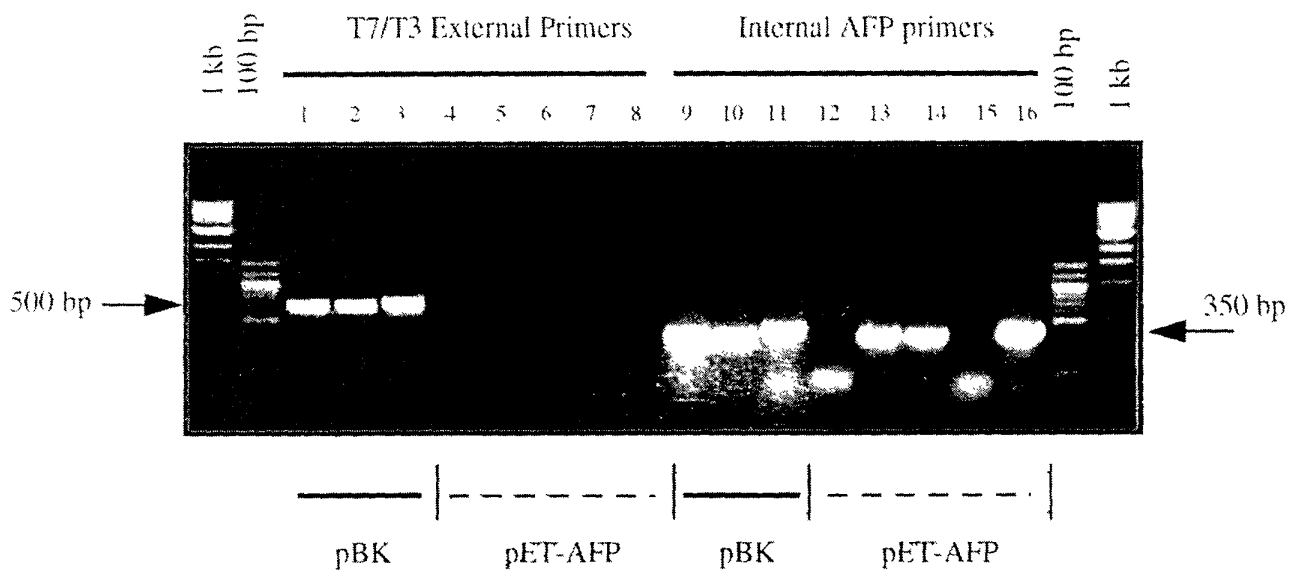 T7/T3 External Primers Internal AFP primers
1 kb 100 bp 100 bp 1 kb
1 2 3 4 5 6 7 8 9 10 11 12 13 14 15 16
500 bp 350 bp
pBK pET-AFP pBK pET-AFP